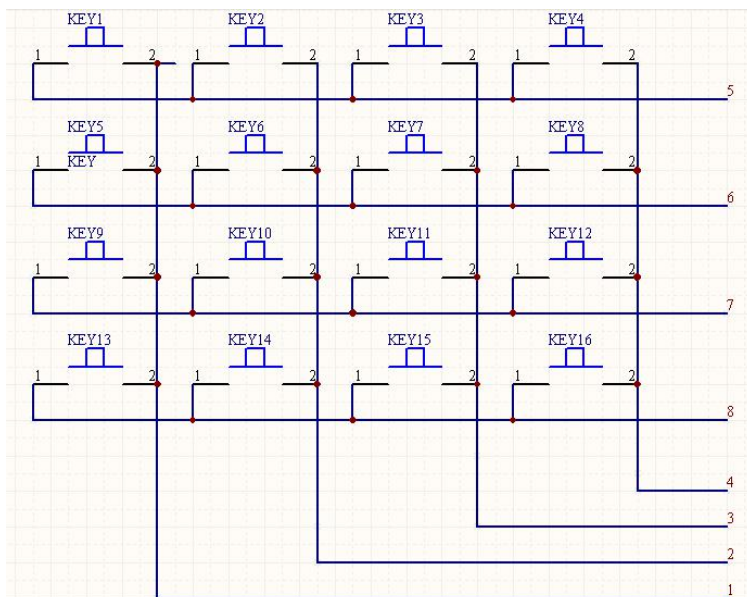 KEY1 KEY2 KEY3 KEY4
1 2 1 2 1 2 1 2
5
KEY5 KEY6 KEY7 KEY8
1 KEY 2 1 2 1 2 1 2
6
KEY9 KEY10 KEY11 KEY12
1 2 1 2 1 2 1 2
7
KEY13 KEY14 KEY15 KEY16
1 2 1 2 1 2 1 2
8
4
3
2
1